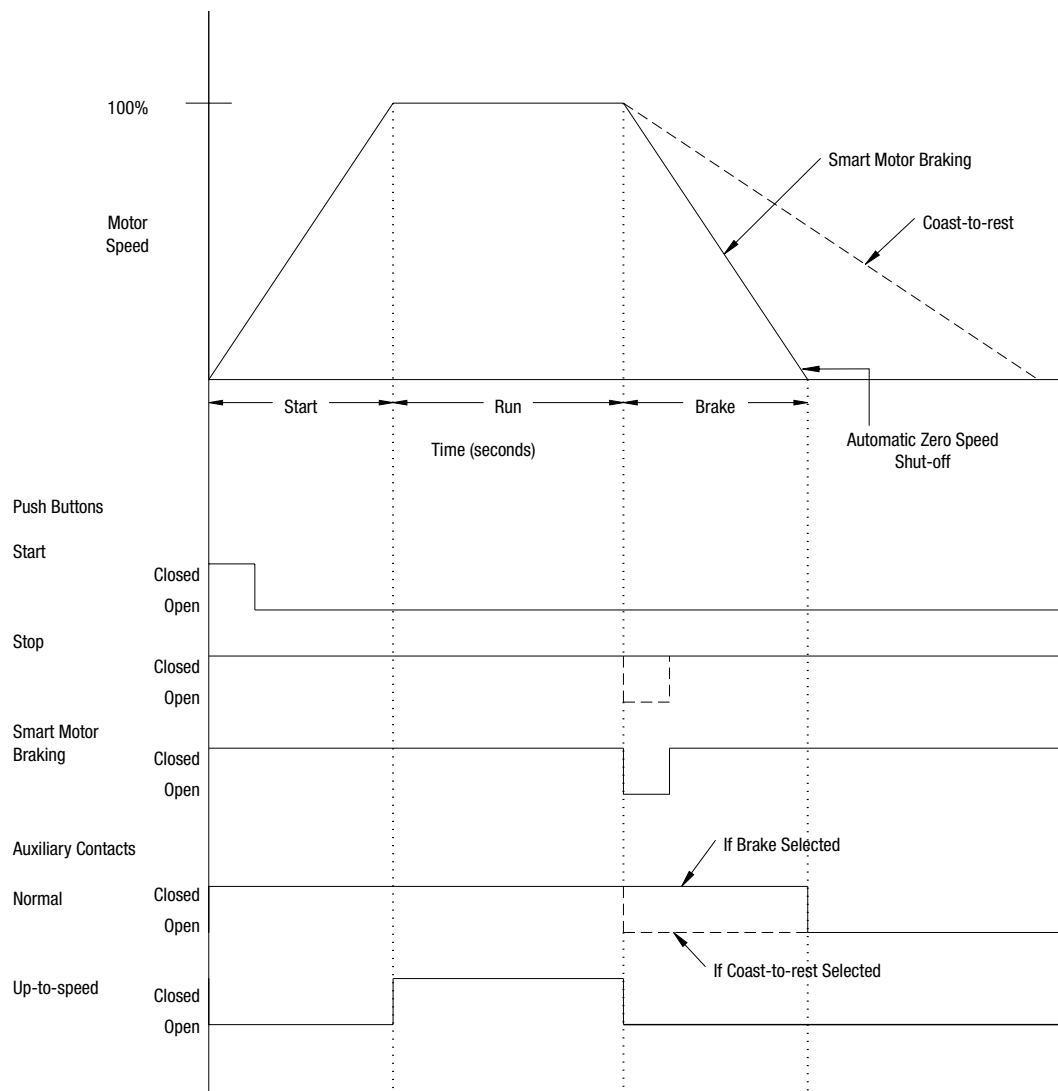 100%
Smart Motor Braking
Motor
Speed
Coast-to-rest
Start
Run
Brake
Time (seconds)
Automatic Zero Speed
Shut-off
Push Buttons
Start
Closed
Open
Stop
Closed
Open
Smart Motor
Braking
Closed
Open
Auxiliary Contacts
If Brake Selected
Normal
Closed
Open
If Coast-to-rest Selected
Up-to-speed
Closed
Open